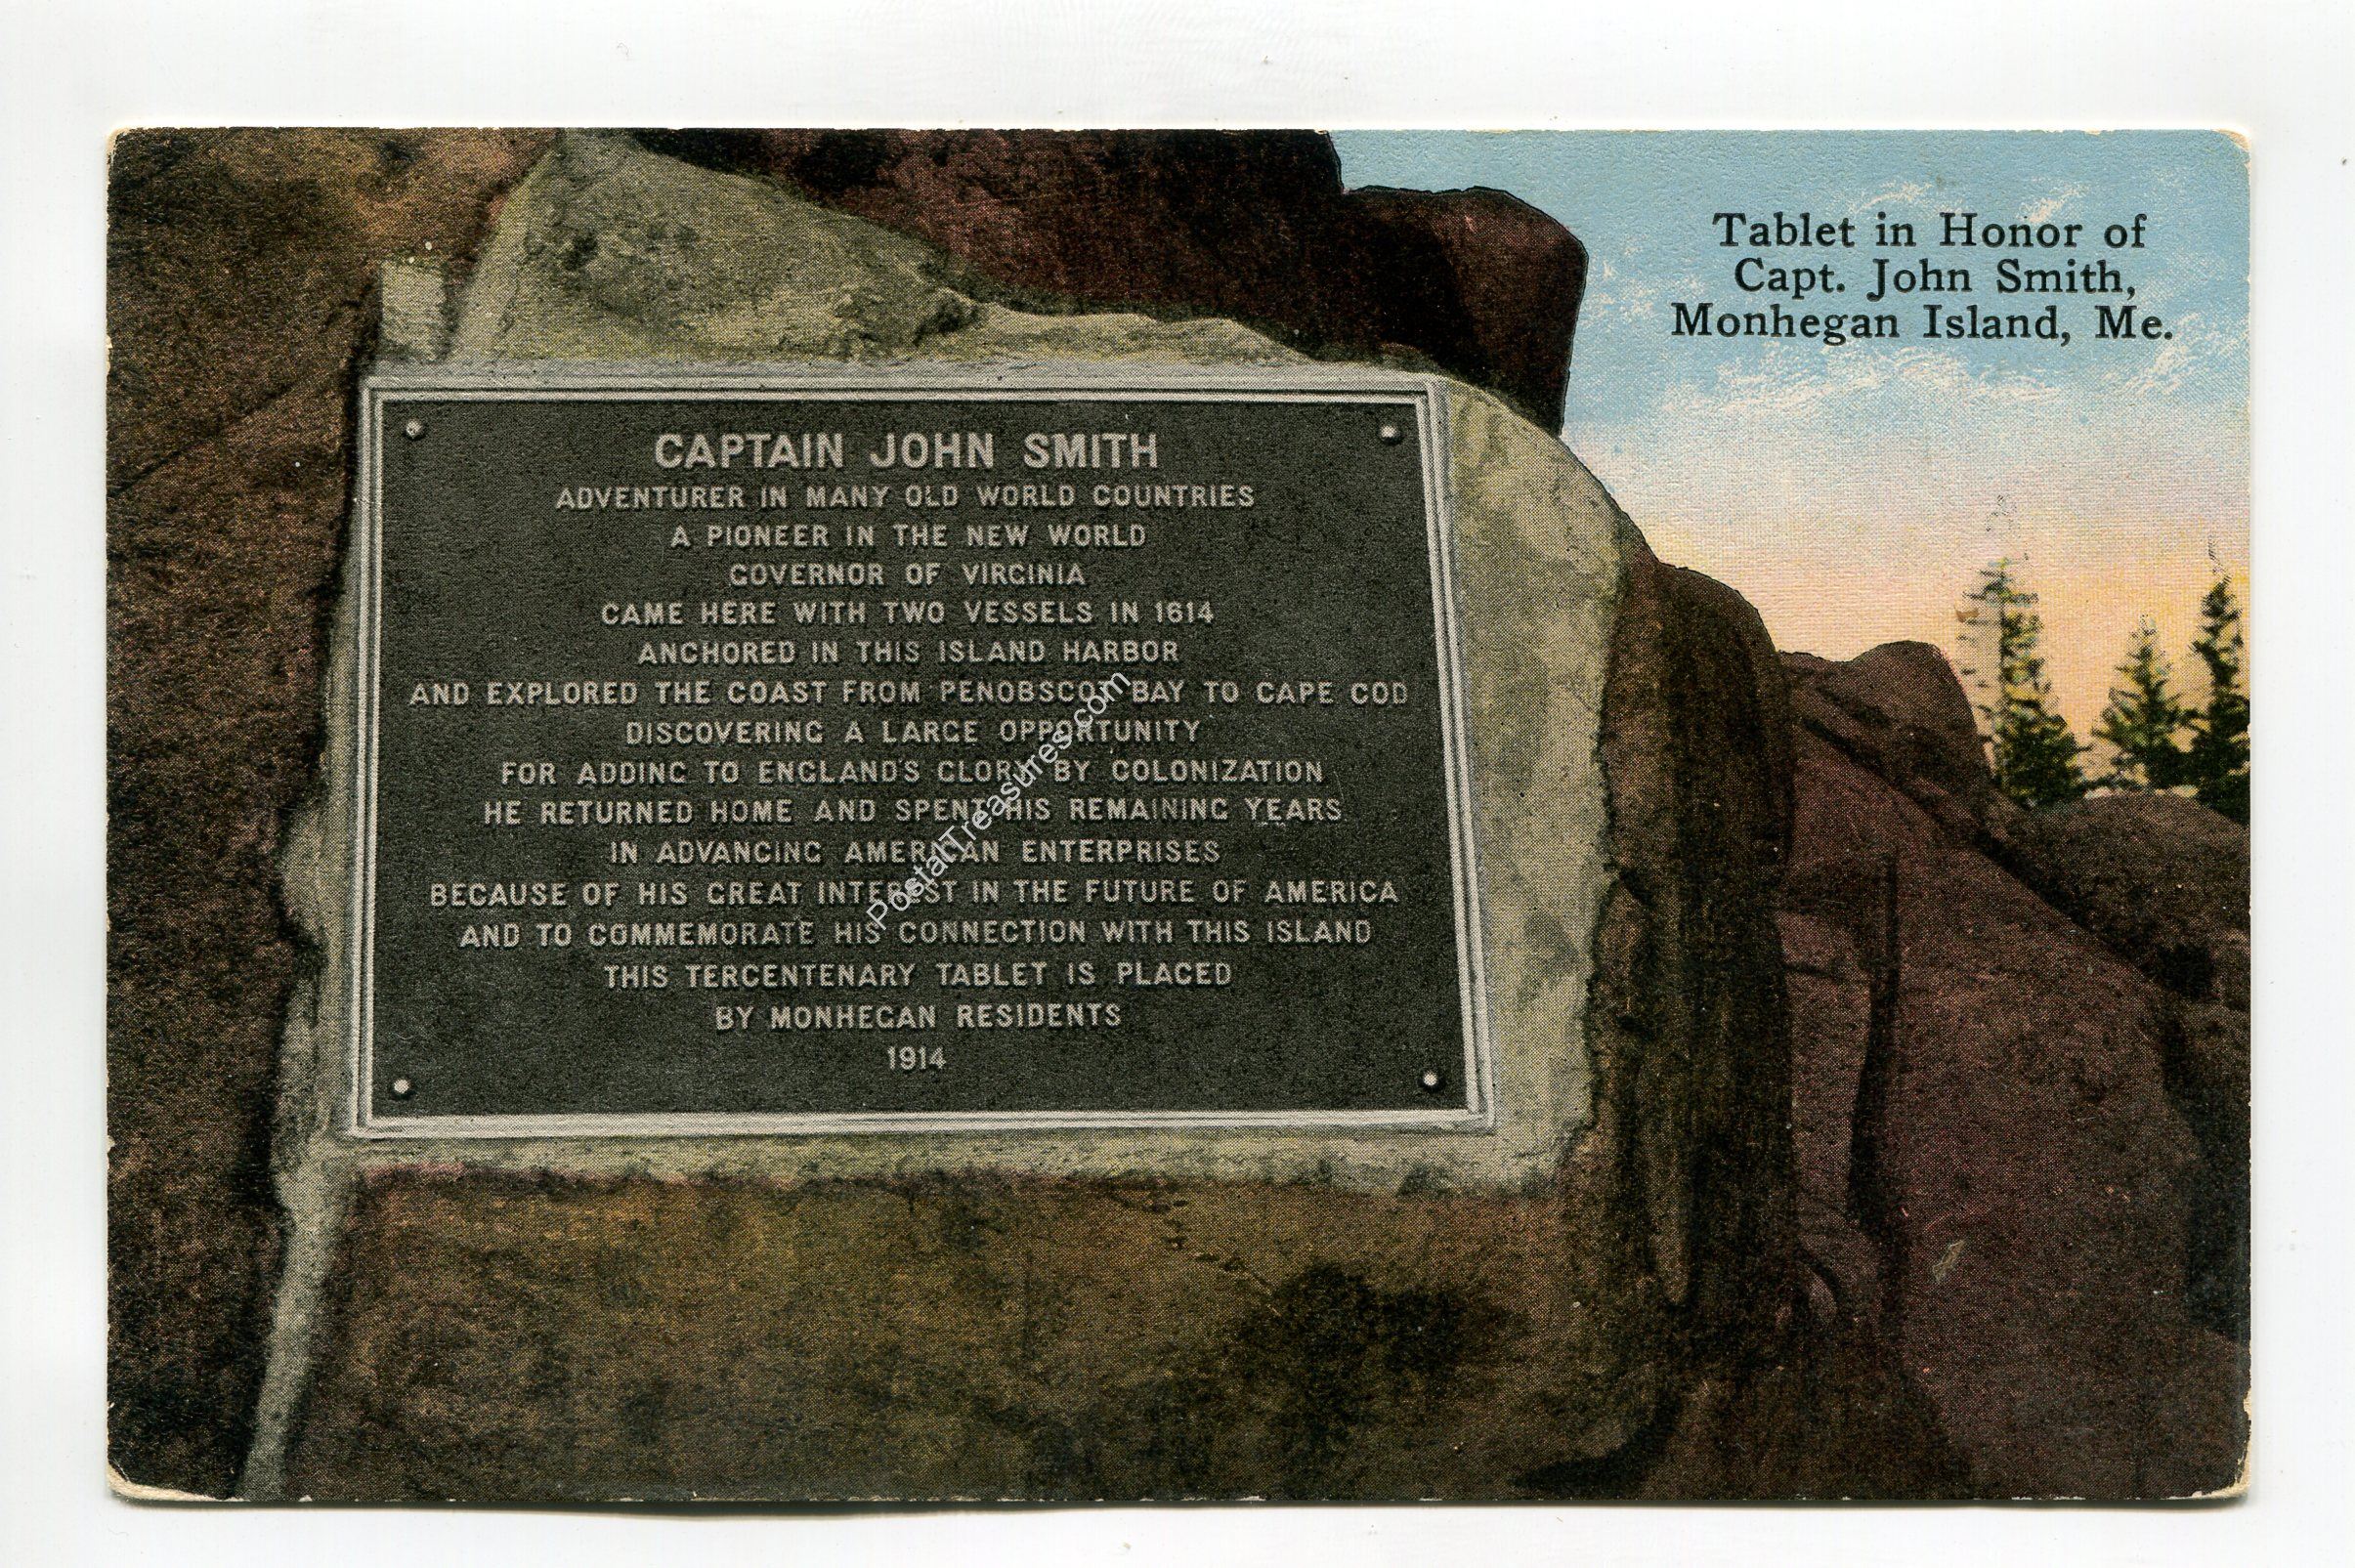 Tablet in Honor of
Capt. John Smith,
Monhegan Island, Me.
CAPTAIN JOHN SMITH
ADVENTURER IN MANY OLD WORLD COUNTRIES
A PIONEER IN THE NEW WORLD
GOVERNOR OF VIRGINIA
CAME HERE WITH TWO VESSELS IN 1614
ANCHORED IN THIS ISLAND HARBOR
AND EXPLORED THE COAST FROM PENOBSCOT BAY TO CAPE COD
DISCOVERING A LARGE OPPORTUNITY
FOR ADDING TO ENGLAND'S GLORY BY COLONIZATION
HE RETURNED HOME AND SPENT HIS REMAINING YEARS
IN ADVANCING AMERICAN ENTERPRISES
BECAUSE OF HIS GREAT INTEREST IN THE FUTURE OF AMERICA
AND TO COMMEMORATE HIS CONNECTION WITH THIS ISLAND
THIS TERCENTENARY TABLET IS PLACED
BY MONHEGAN RESIDENTS
1914
PostalTreasures.com